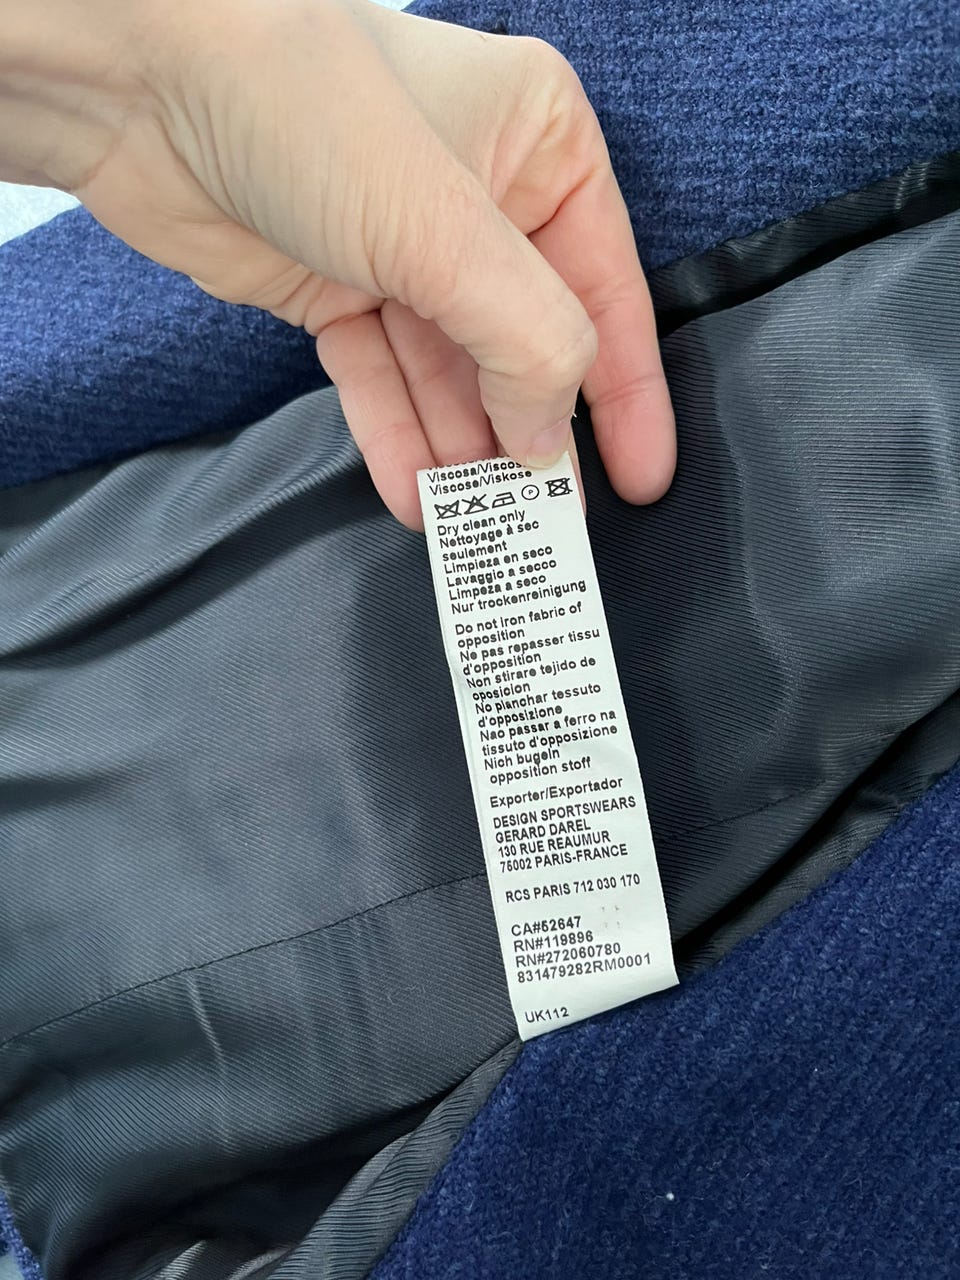 Viscosa/Viscos
Viscose/Viskose
P
Dry clean only
Nettoyage à sec
seulement
Limpieza en seco
Lavaggio a secco
Limpeza a seco
Nur trockenreinigung
Do not iron fabric of
opposition
Ne pas repasser tissu
d'opposition
Non stirare tejido de
oposicion
No planchar tessuto
d'opposizione
Nao passar a ferro na
tissuto d'opposizione
Nich bugeln
opposition stoff
Exporter/Exportador
DESIGN SPORTSWEARS
GERARD DAREL
130 RUE REAUMUR
75002 PARIS-FRANCE
RCS PARIS 712 030 170
CA#52647
RN#119896
RN#272060780
831479282RM0001
UK112